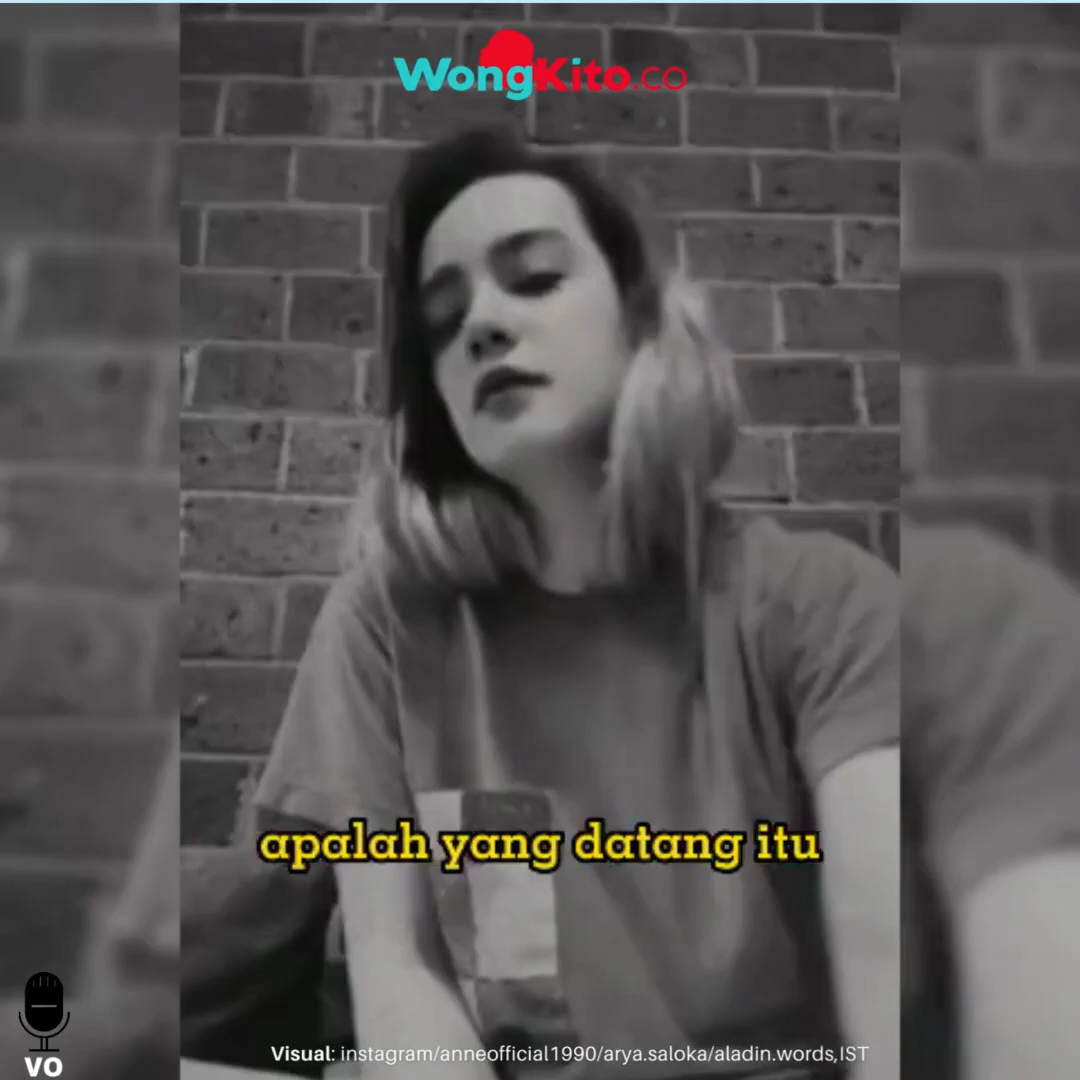 WongKito.co
apalah yang datang itu
Visual: instagram/anneofficial1990/arya.saloka/aladin.words,IST
VO